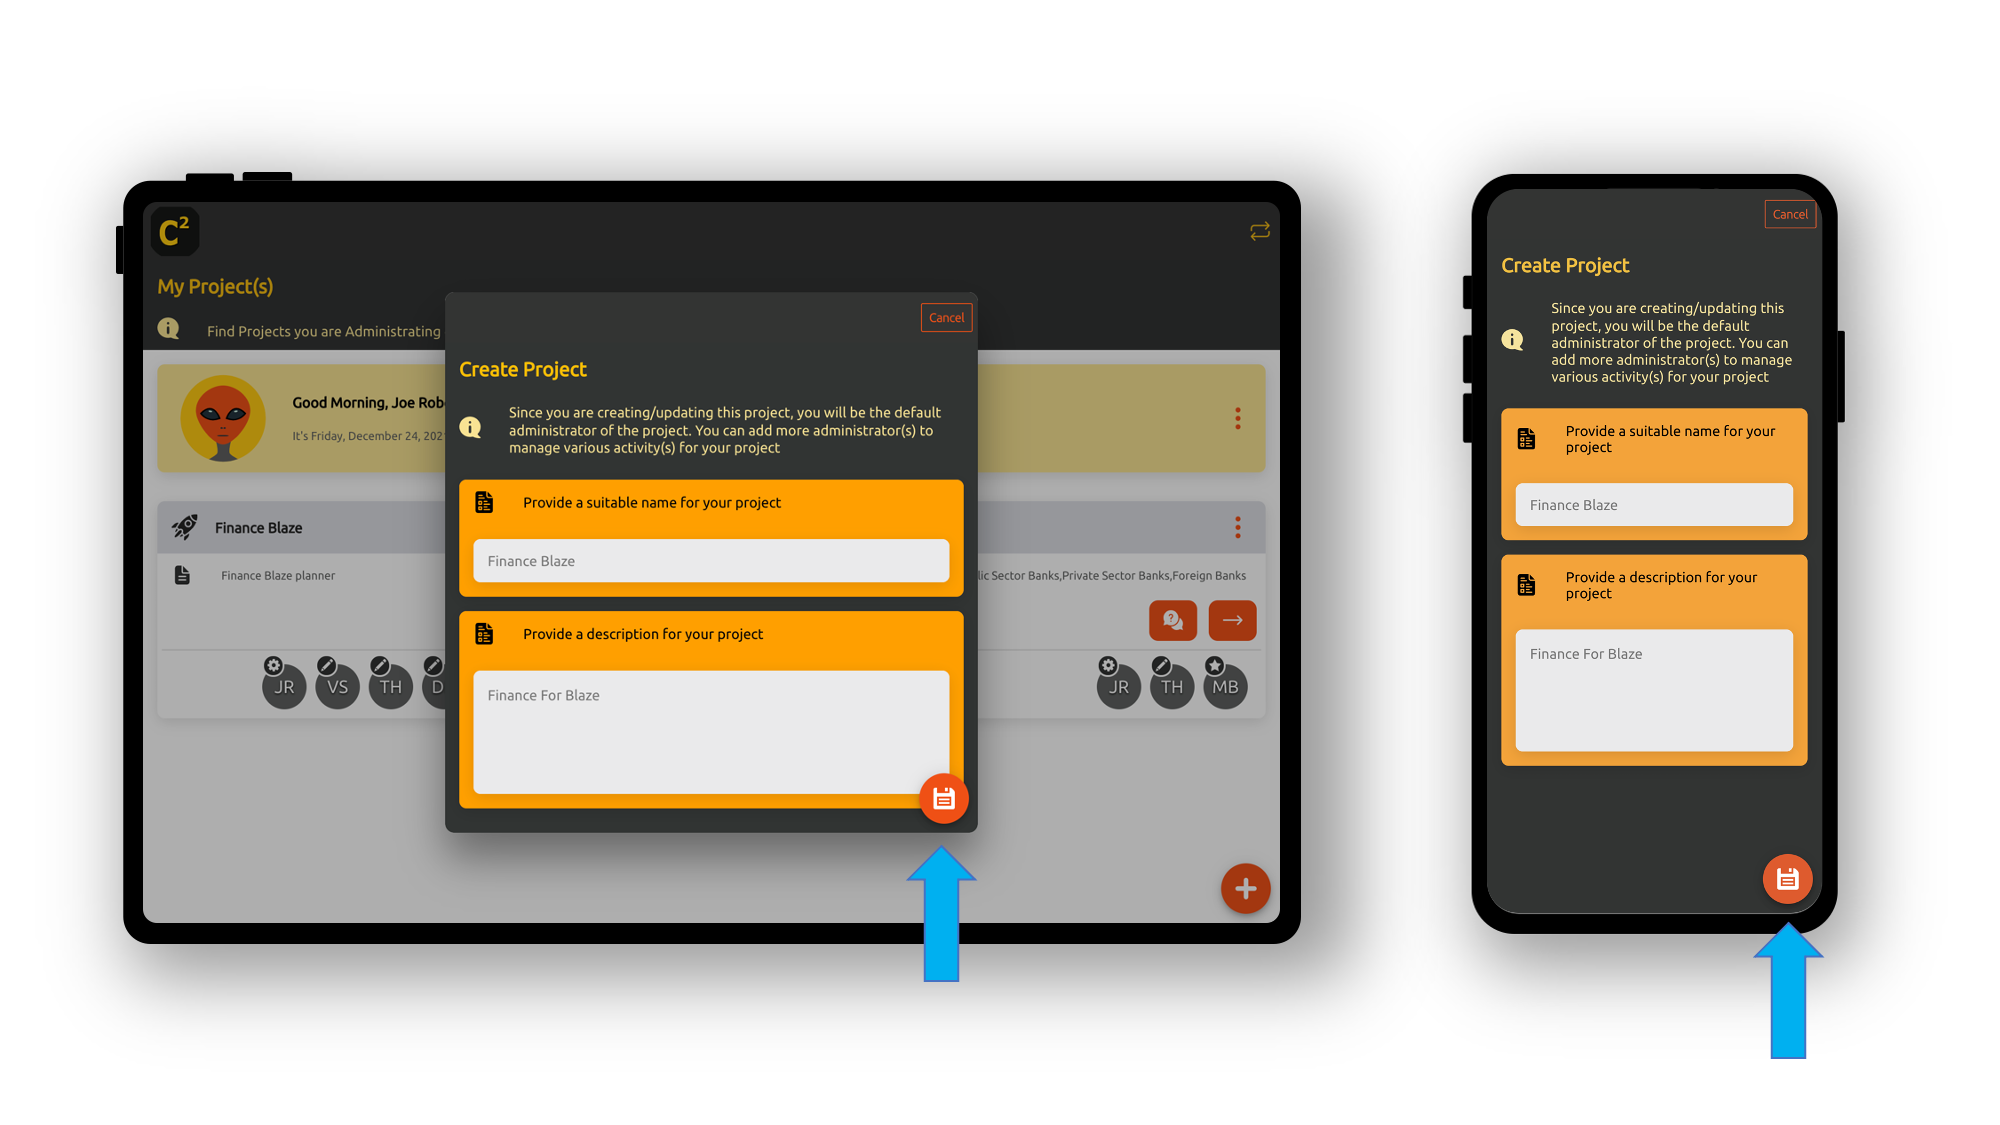 C²
My Project(s)
Find Projects you are Administrating
Good Morning, Joe Rob
It's Friday, December 24, 202
Finance Blaze
Finance Blaze planner
lic Sector Banks,Private Sector Banks,Foreign Banks
JR
VS
TH
D
JR
TH
MB
Cancel
Create Project
Since you are creating/updating this project, you will be the default
administrator of the project. You can add more administrator(s) to
manage various activity(s) for your project
Provide a suitable name for your project
Finance Blaze
Provide a description for your project
Finance For Blaze
Cancel
Create Project
Since you are creating/updating this
project, you will be the default
administrator of the project. You can
add more administrator(s) to manage
various activity(s) for your project
Provide a suitable name for your
project
Finance Blaze
Provide a description for your
project
Finance For Blaze